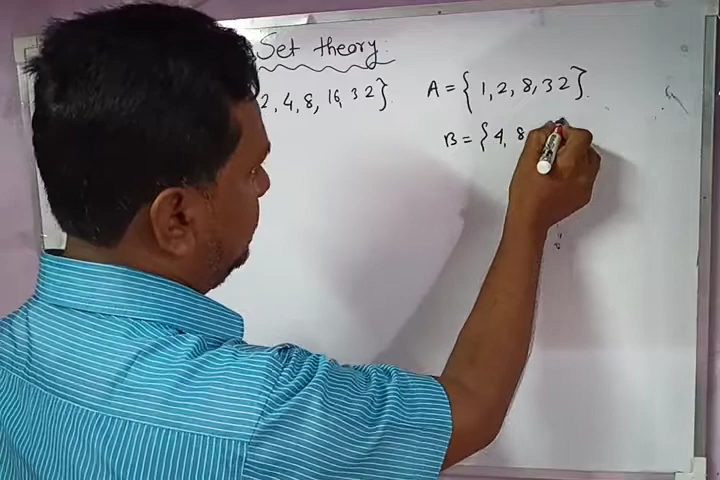 Set theory:
2, 4, 8, 16, 32}
A = {1, 2, 8, 32}
B = {4, 8